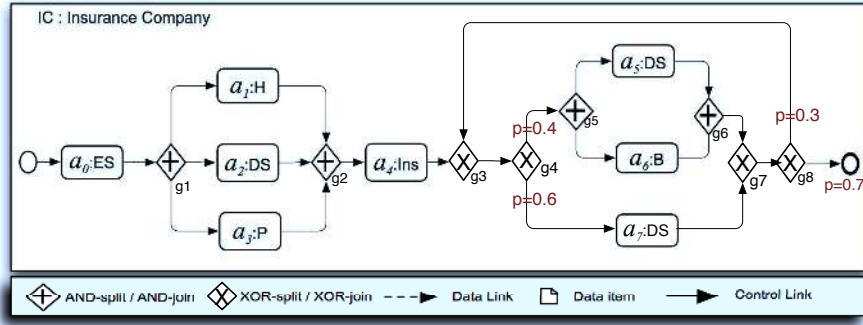 IC : Insurance Company
a1:H
a5:DS
p=0.3
p=0.4
g5
g6
a0:ES
g1
a2:DS
g2
a4:Ins
g3
g4
a6:B
g7
g8
p=0.7
p=0.6
a3:P
a7:DS
AND-split / AND-join
XOR-split / XOR-join
Data Link
Data item
Control Link